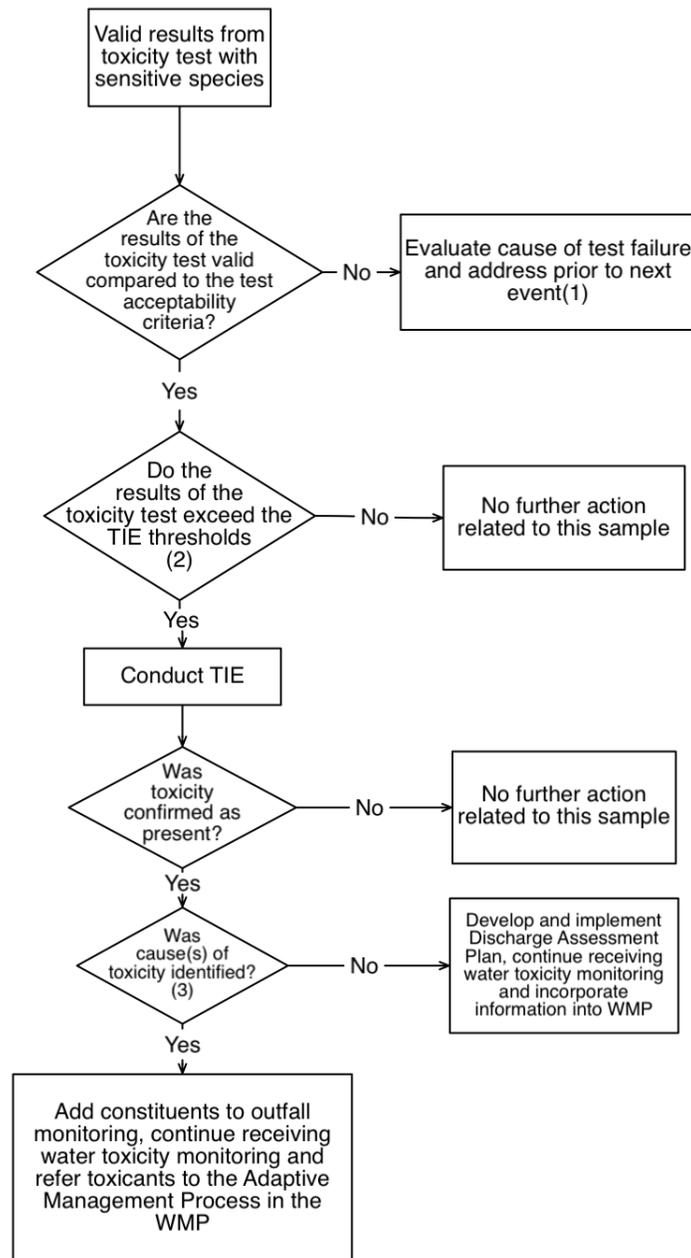 Valid results from
toxicity test with
sensitive species
Are the
results of the
toxicity test valid
compared to the test
acceptability
criteria?
No
Evaluate cause of test failure
and address prior to next
event(1)
Yes
Do the
results of the
toxicity test exceed the
TIE thresholds
(2)
No
No further action
related to this sample
Yes
Conduct TIE
Was
toxicity
confirmed as
present?
No
No further action
related to this sample
Yes
Was
cause(s) of
toxicity identified?
(3)
No
Develop and implement
Discharge Assessment
Plan, continue receiving
water toxicity monitoring
and incorporate
information into WMP
Yes
Add constituents to outfall
monitoring, continue receiving
water toxicity monitoring and
refer toxicants to the Adaptive
Management Process in the
WMP